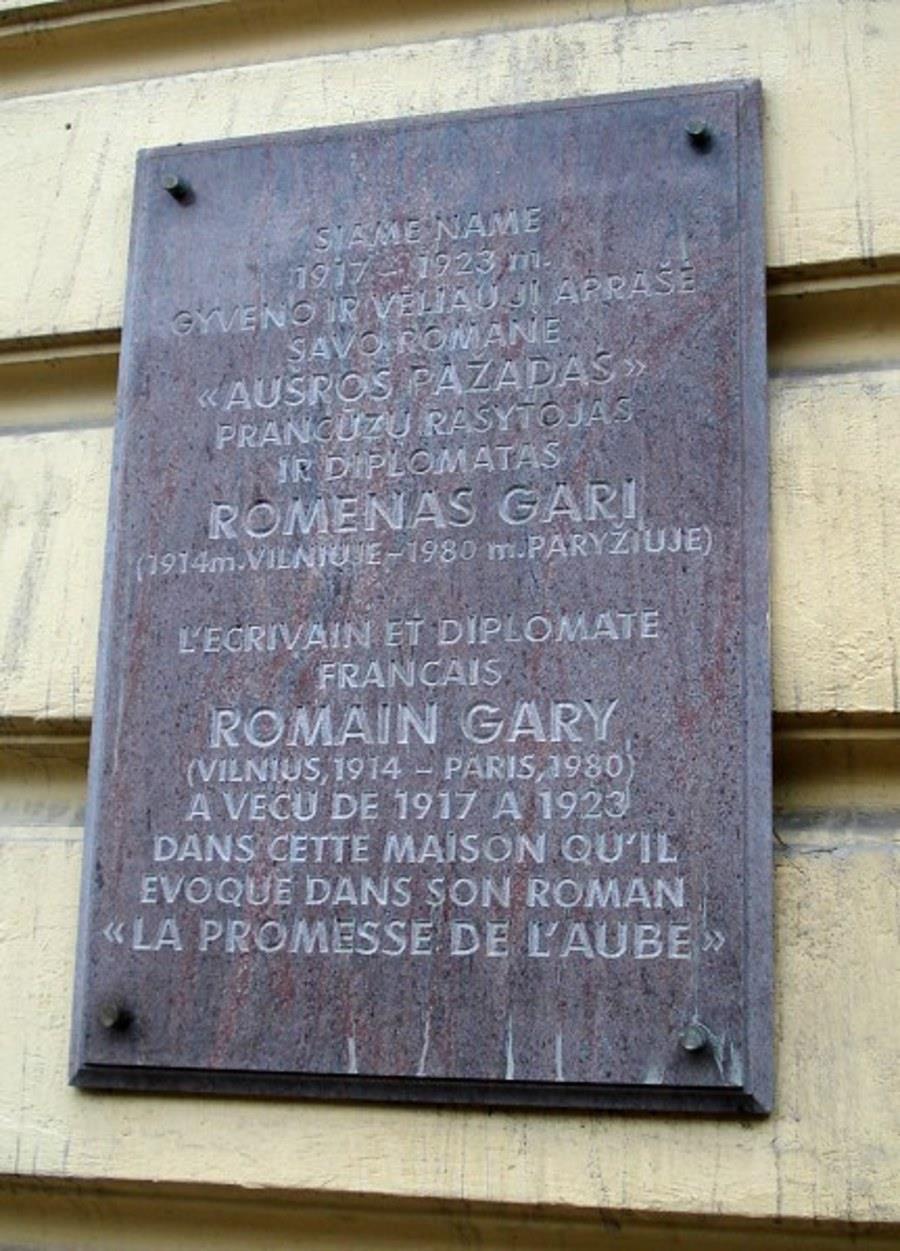 ŠIAME NAME
1917 – 1923 m.
GYVENO IR VĖLIAU JĮ APRAŠĖ
SAVO ROMANE
«AUŠROS PAŽADAS»
PRANCŪZŲ RAŠYTOJAS
IR DIPLOMATAS
ROMENAS GARI
(1914m.VILNIUJE–1980 m.PARYŽIUJE)
L'ECRIVAIN ET DIPLOMATE
FRANCAIS
ROMAIN GARY
(VILNIUS,1914 – PARIS,1980)
A VECU DE 1917 A 1923
DANS CETTE MAISON QU'IL
EVOQUE DANS SON ROMAN
«LA PROMESSE DE L'AUBE»